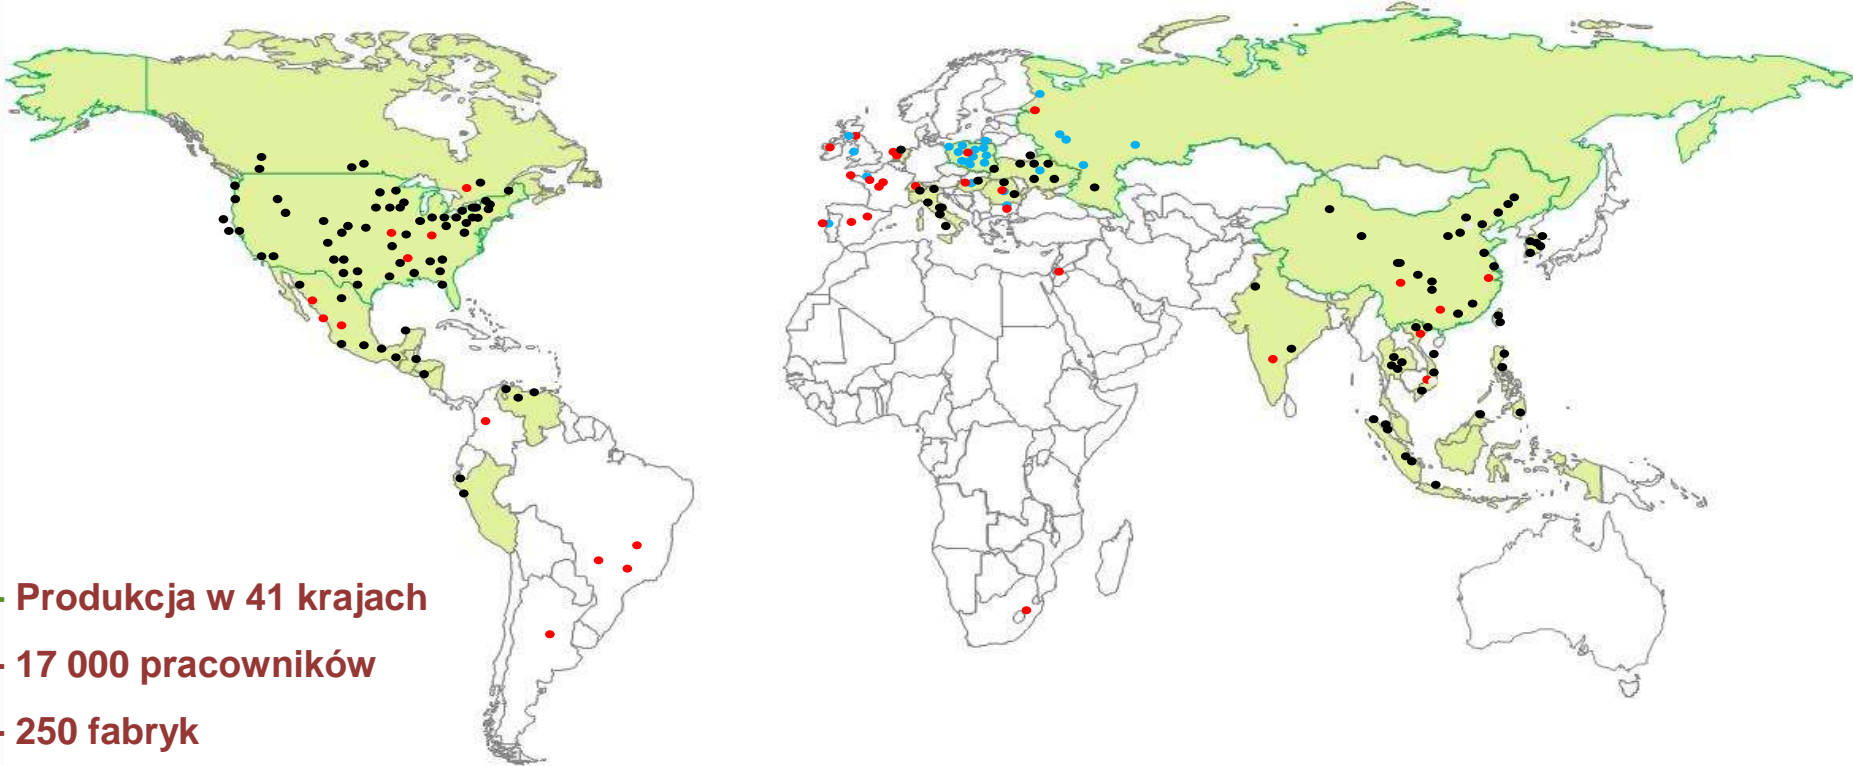 - Produkcja w 41 krajach
- 17 000 pracowników
- 250 fabryk